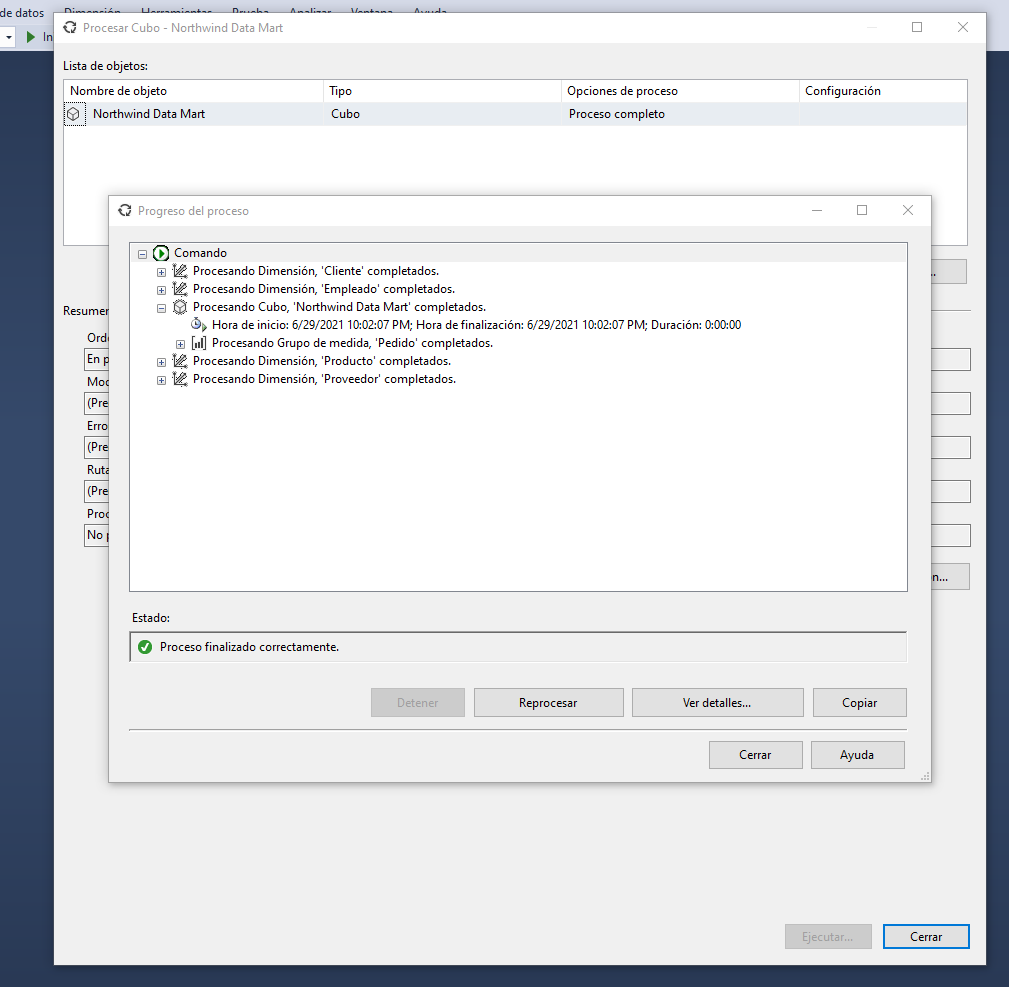 de datos Dimensión Herramientas Prueba Analizar Ventana Ayuda
In
Procesar Cubo - Northwind Data Mart
Lista de objetos:
Nombre de objeto Tipo Opciones de proceso Configuración
Northwind Data Mart Cubo Proceso completo
Progreso del proceso
Comando
Procesando Dimensión, 'Cliente' completados.
Procesando Dimensión, 'Empleado' completados.
Procesando Cubo, 'Northwind Data Mart' completados.
Hora de inicio: 6/29/2021 10:02:07 PM; Hora de finalización: 6/29/2021 10:02:07 PM; Duración: 0:00:00
Procesando Grupo de medida, 'Pedido' completados.
Procesando Dimensión, 'Producto' completados.
Procesando Dimensión, 'Proveedor' completados.
Resumen
Orde
En p
Mod
(Pre
Erro
(Pre
Ruta
(Pre
Proc
No p
n...
Estado:
Proceso finalizado correctamente.
Detener Reprocesar Ver detalles... Copiar
Cerrar Ayuda
Ejecutar... Cerrar